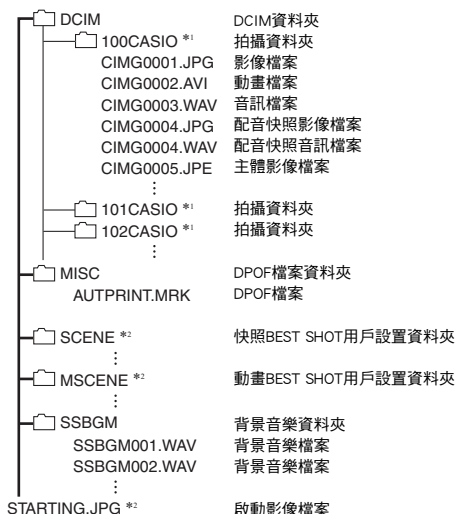 DCIM DCIM資料夾
100CASIO *1 拍攝資料夾
CIMG0001.JPG 影像檔案
CIMG0002.AVI 動畫檔案
CIMG0003.WAV 音訊檔案
CIMG0004.JPG 配音快照影像檔案
CIMG0004.WAV 配音快照音訊檔案
CIMG0005.JPE 主體影像檔案
⋮
101CASIO *1 拍攝資料夾
102CASIO *1 拍攝資料夾
⋮
MISC DPOF檔案資料夾
AUTPRINT.MRK DPOF檔案
SCENE *2 快照BEST SHOT用戶設置資料夾
⋮
MSCENE *2 動畫BEST SHOT用戶設置資料夾
⋮
SSBGM 背景音樂資料夾
SSBGM001.WAV 背景音樂檔案
SSBGM002.WAV 背景音樂檔案
⋮
STARTING.JPG *2 啟動影像檔案